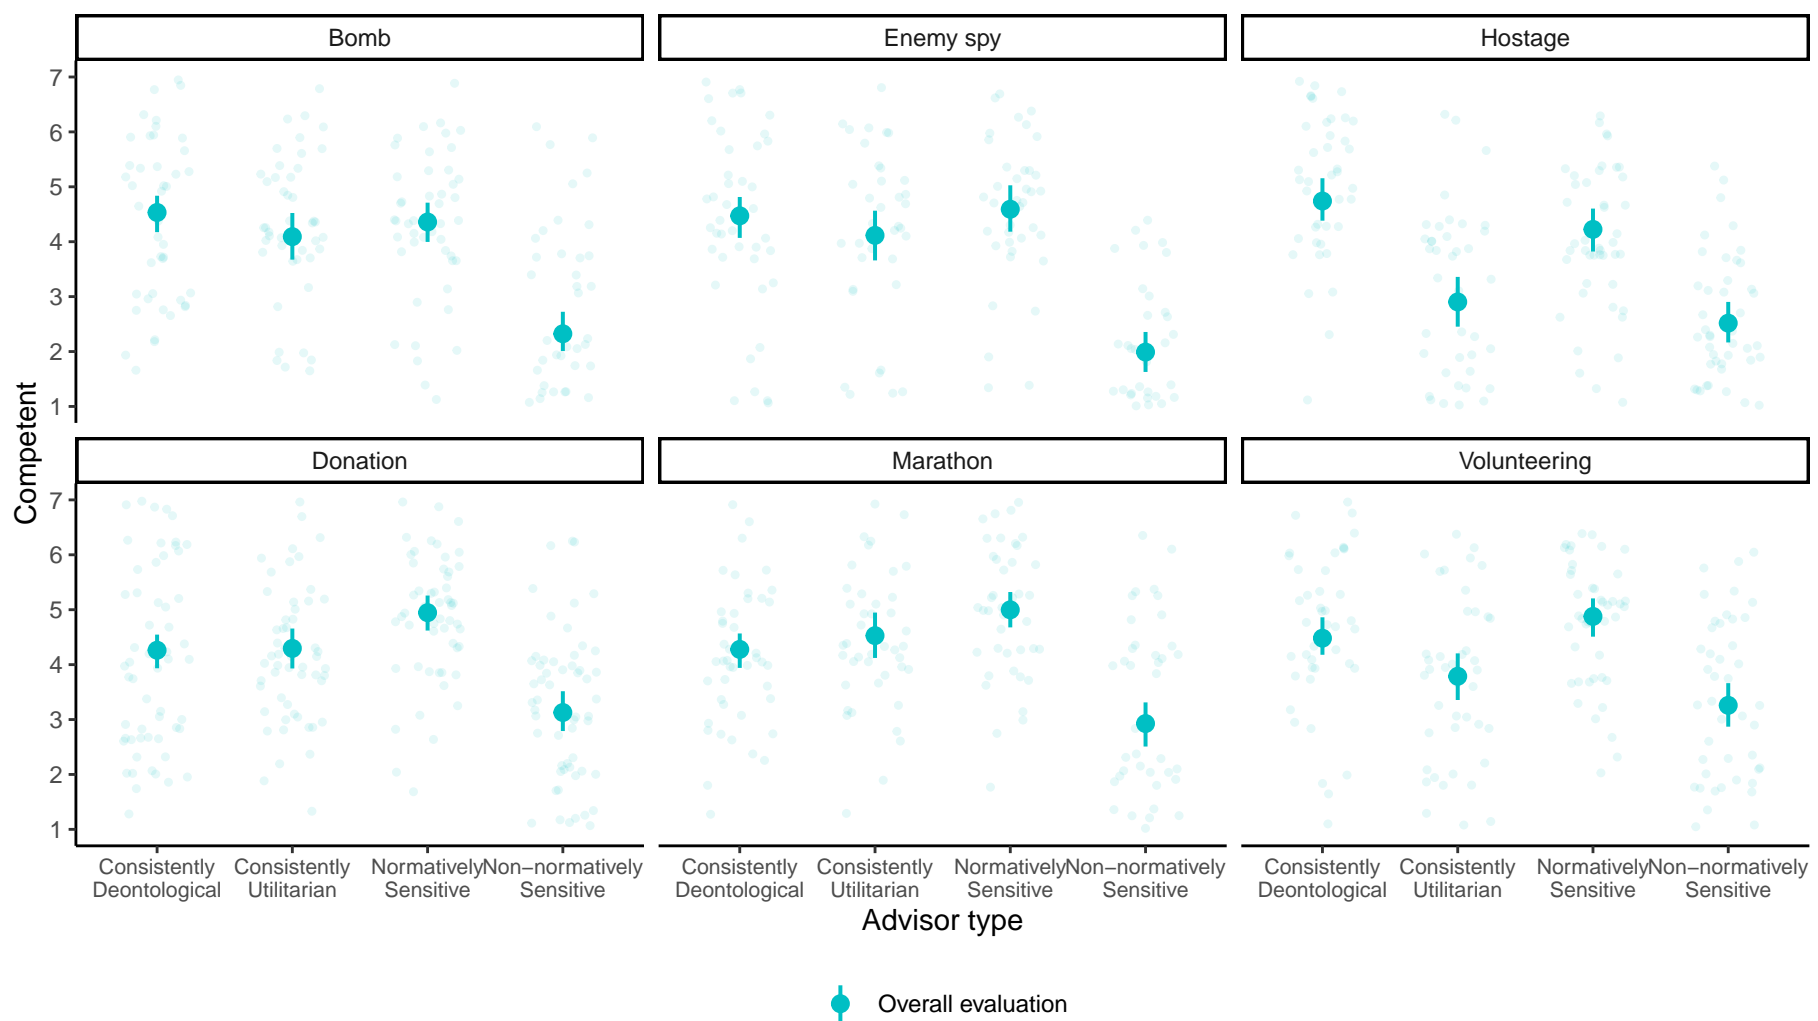 Bomb
Enemy spy
Hostage
7
6
5
4
3
2
1
Competent
Donation
Marathon
Volunteering
7
6
5
4
3
2
1
Consistently Deontological
Consistently Utilitarian
Normatively Sensitive
Non−normatively Sensitive
Consistently Deontological
Consistently Utilitarian
Normatively Sensitive
Non−normatively Sensitive
Consistently Deontological
Consistently Utilitarian
Normatively Sensitive
Non−normatively Sensitive
Advisor type
Overall evaluation